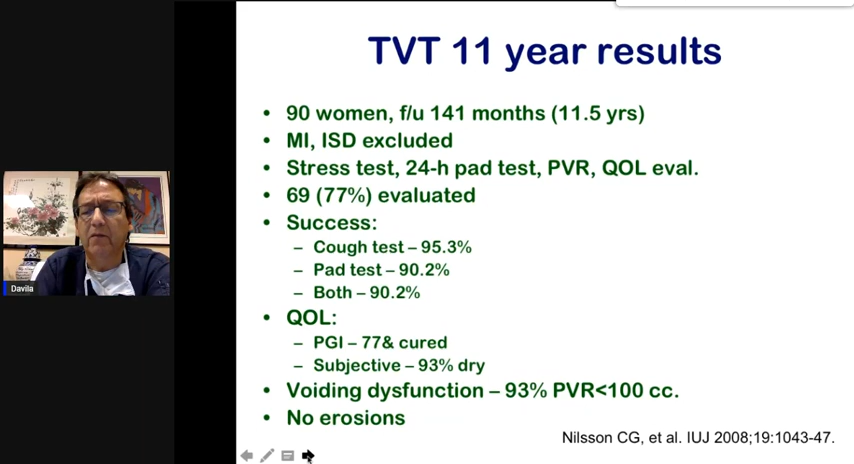 TVT 11 year results
• 90 women, f/u 141 months (11.5 yrs)
• MI, ISD excluded
• Stress test, 24-h pad test, PVR, QOL eval.
• 69 (77%) evaluated
• Success:
– Cough test – 95.3%
– Pad test – 90.2%
– Both – 90.2%
• QOL:
– PGI – 77& cured
– Subjective – 93% dry
• Voiding dysfunction – 93% PVR<100 cc.
• No erosions
Nilsson CG, et al. IUJ 2008;19:1043-47.
Davila